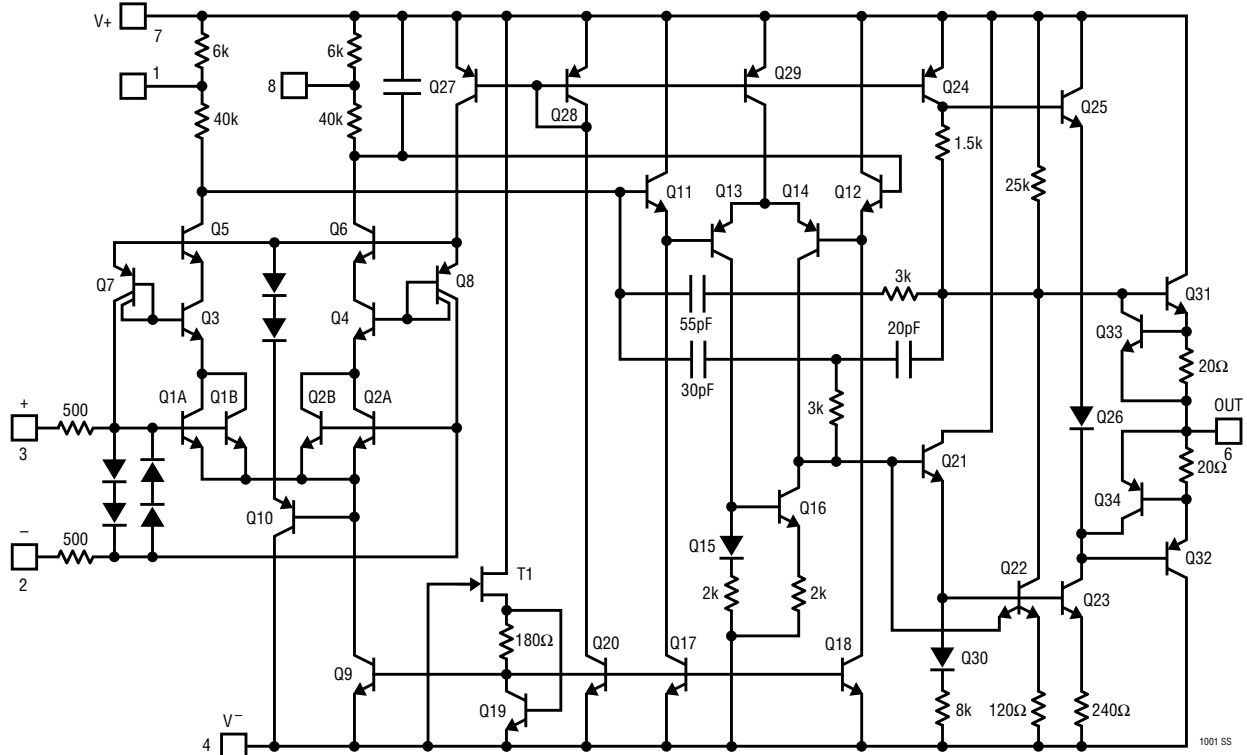 V+
7
6k
6k
1
8
Q27
Q28
Q29
Q24
Q25
40k
40k
1.5k
25k
Q11
Q13
Q14
Q12
Q5
Q6
Q7
Q8
3k
Q31
Q3
Q4
55pF
20pF
Q33
20Ω
30pF
Q1A
Q1B
Q2B
Q2A
3k
+
500
3
OUT
6
Q26
20Ω
Q21
Q34
Q10
Q16
–
500
2
Q15
Q22
Q32
T1
2k
2k
Q23
180Ω
Q20
Q17
Q18
Q30
Q9
Q19
8k
120Ω
240Ω
V–
4
1001 SS